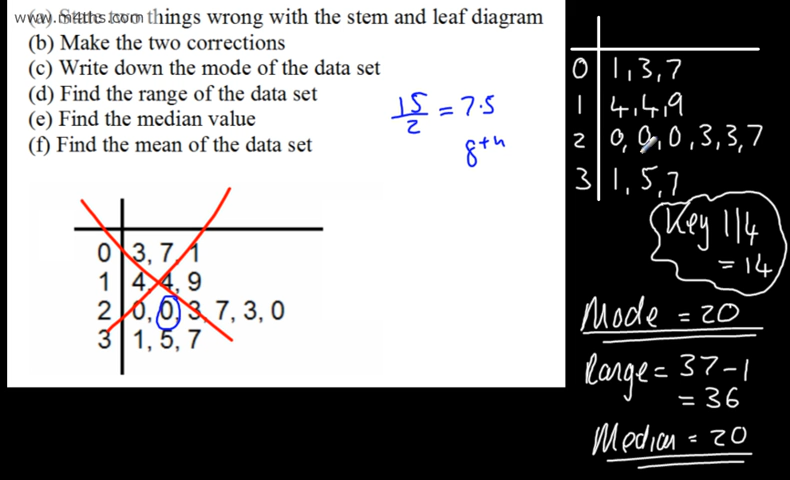 www.m4ths.com
(a) State two things wrong with the stem and leaf diagram
(b) Make the two corrections
(c) Write down the mode of the data set
(d) Find the range of the data set
(e) Find the median value
(f) Find the mean of the data set
15/2 = 7.5
8th
0 | 3, 7, 1
1 | 4, 4, 9
2 | 0, 0, 3, 7, 3, 0
3 | 1, 5, 7
0 | 1, 3, 7
1 | 4, 4, 9
2 | 0, 0, 0, 3, 3, 7
3 | 1, 5, 7
Key 1|4
= 14
Mode = 20
Range = 37 - 1
= 36
Median = 20